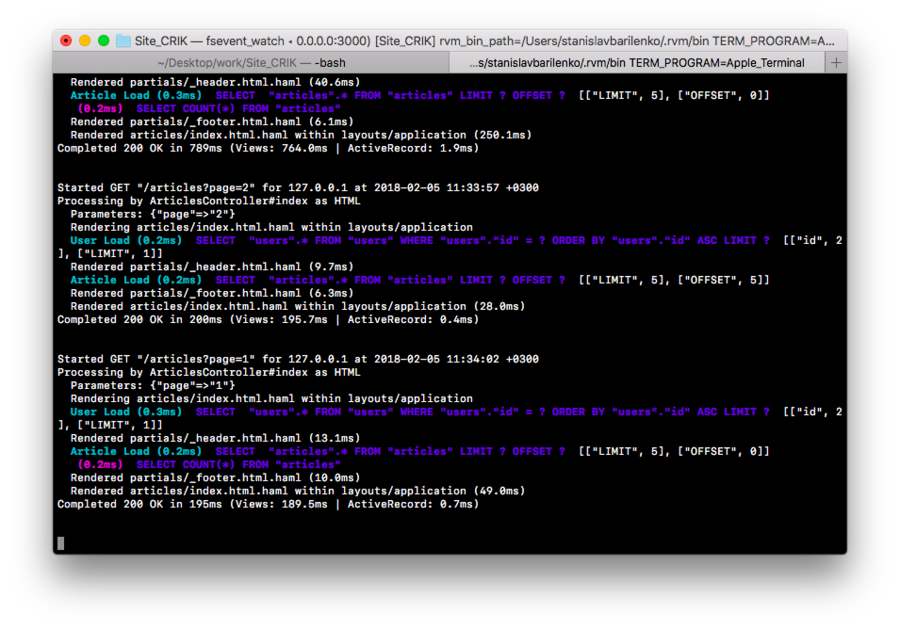 Site_CRIK — fsevent_watch • 0.0.0.0:3000) [Site_CRIK] rvm_bin_path=/Users/stanislavbarilenko/.rvm/bin TERM_PROGRAM=A...
~/Desktop/work/Site_CRIK — -bash
...s/stanislavbarilenko/.rvm/bin TERM_PROGRAM=Apple_Terminal +
Rendered partials/_header.html.haml (40.6ms)
Article Load (0.3ms)  SELECT  "articles".* FROM "articles" LIMIT ? OFFSET ?  [["LIMIT", 5], ["OFFSET", 0]]
(0.2ms)  SELECT COUNT(*) FROM "articles"
Rendered partials/_footer.html.haml (6.1ms)
Rendered articles/index.html.haml within layouts/application (250.1ms)
Completed 200 OK in 789ms (Views: 764.0ms | ActiveRecord: 1.9ms)
Started GET "/articles?page=2" for 127.0.0.1 at 2018-02-05 11:33:57 +0300
Processing by ArticlesController#index as HTML
Parameters: {"page"=>"2"}
Rendering articles/index.html.haml within layouts/application
User Load (0.2ms)  SELECT  "users".* FROM "users" WHERE "users"."id" = ? ORDER BY "users"."id" ASC LIMIT ?  [["id", 2
], ["LIMIT", 1]]
Rendered partials/_header.html.haml (9.7ms)
Article Load (0.2ms)  SELECT  "articles".* FROM "articles" LIMIT ? OFFSET ?  [["LIMIT", 5], ["OFFSET", 5]]
Rendered partials/_footer.html.haml (6.3ms)
Rendered articles/index.html.haml within layouts/application (28.0ms)
Completed 200 OK in 200ms (Views: 195.7ms | ActiveRecord: 0.4ms)
Started GET "/articles?page=1" for 127.0.0.1 at 2018-02-05 11:34:02 +0300
Processing by ArticlesController#index as HTML
Parameters: {"page"=>"1"}
Rendering articles/index.html.haml within layouts/application
User Load (0.3ms)  SELECT  "users".* FROM "users" WHERE "users"."id" = ? ORDER BY "users"."id" ASC LIMIT ?  [["id", 2
], ["LIMIT", 1]]
Rendered partials/_header.html.haml (13.1ms)
Article Load (0.2ms)  SELECT  "articles".* FROM "articles" LIMIT ? OFFSET ?  [["LIMIT", 5], ["OFFSET", 0]]
(0.2ms)  SELECT COUNT(*) FROM "articles"
Rendered partials/_footer.html.haml (10.0ms)
Rendered articles/index.html.haml within layouts/application (49.0ms)
Completed 200 OK in 195ms (Views: 189.5ms | ActiveRecord: 0.7ms)